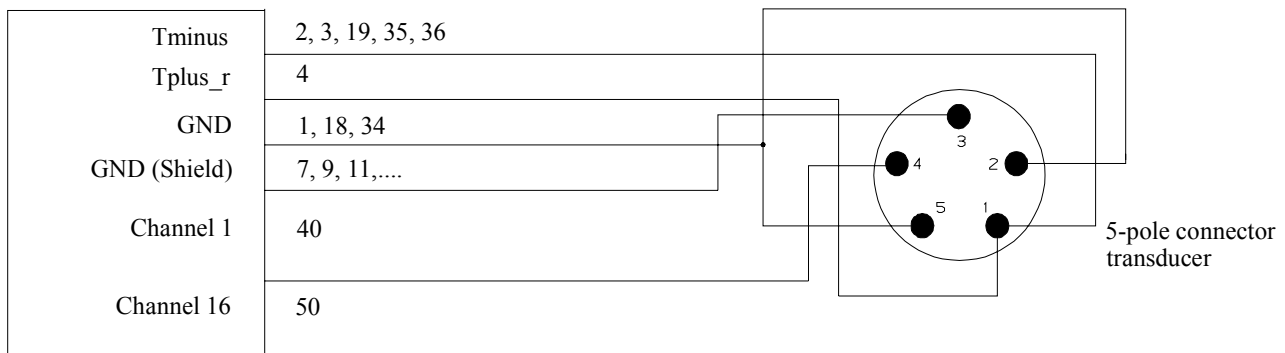 Tminus 2, 3, 19, 35, 36
Tplus_r 4
GND 1, 18, 34
GND (Shield) 7, 9, 11,....
Channel 1 40
Channel 16 50
3
4 2
5 1
5-pole connector
transducer